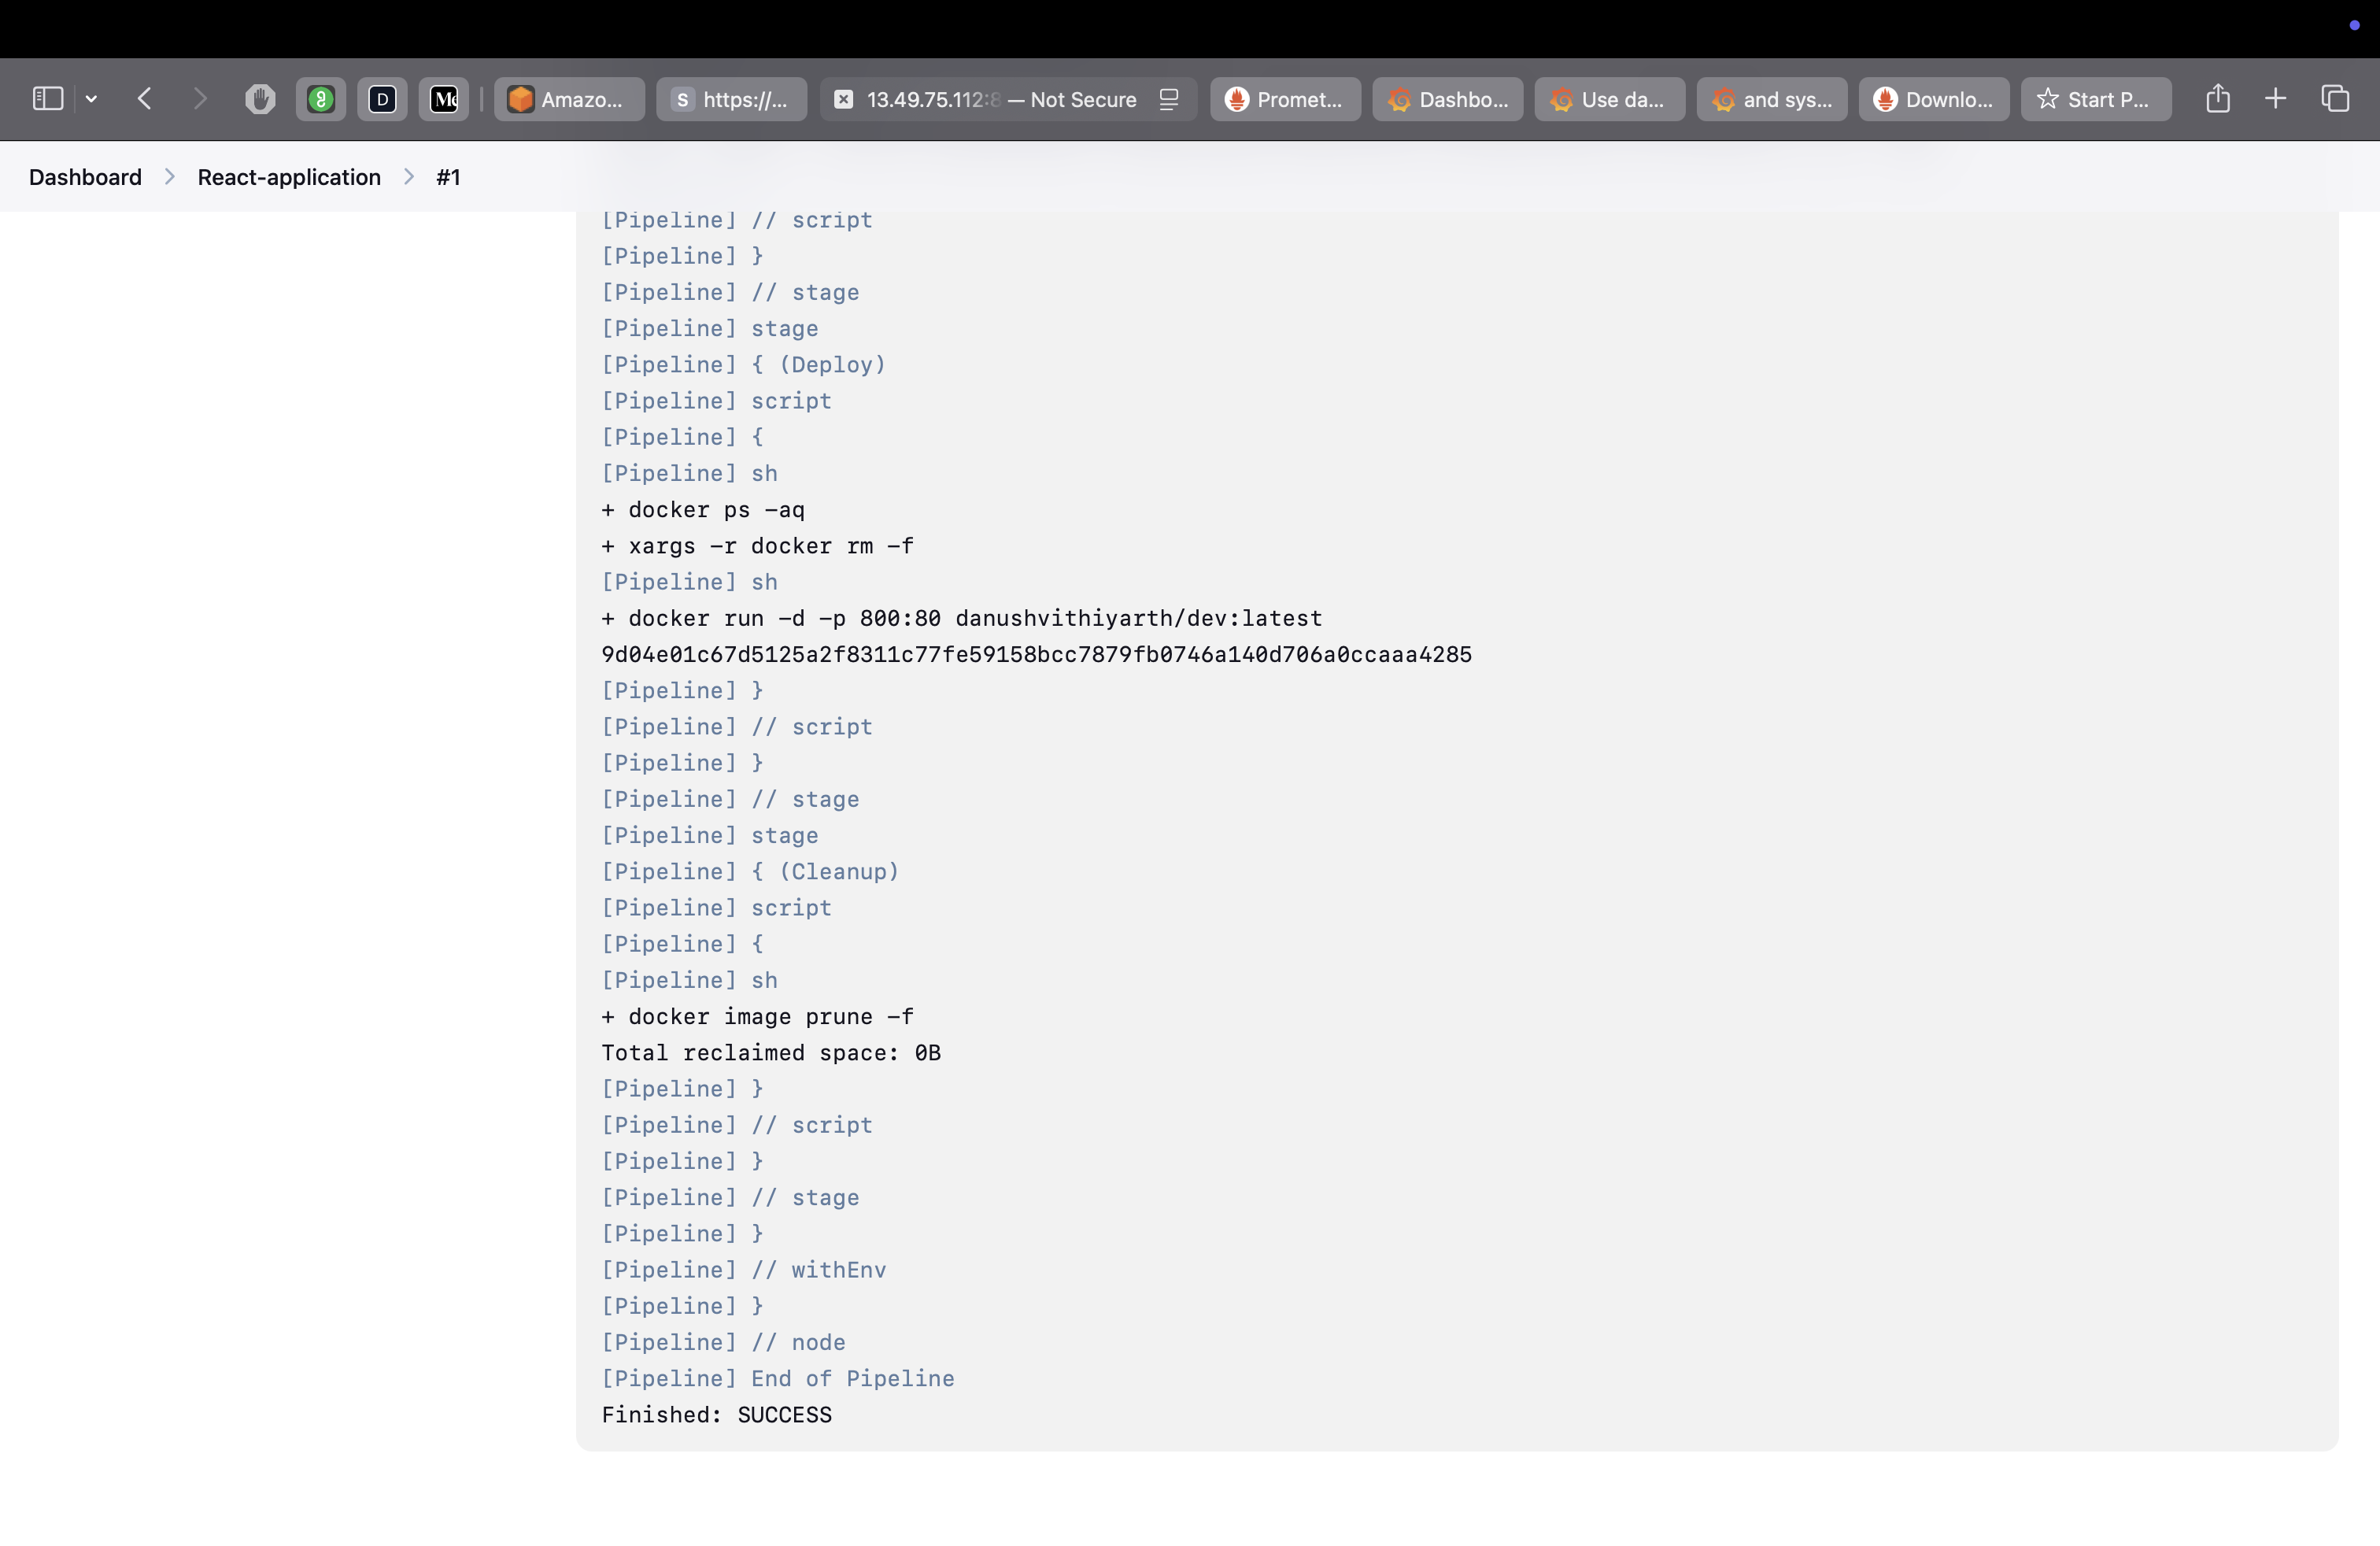 D
Me
Amazo...
S https://...
13.49.75.112:8 — Not Secure
Promet...
Dashbo...
Use da...
and sys...
Downlo...
Start P...
Dashboard > React-application > #1
[Pipeline] // script
[Pipeline] }
[Pipeline] // stage
[Pipeline] stage
[Pipeline] { (Deploy)
[Pipeline] script
[Pipeline] {
[Pipeline] sh
+ docker ps -aq
+ xargs -r docker rm -f
[Pipeline] sh
+ docker run -d -p 800:80 danushvithiyarth/dev:latest
9d04e01c67d5125a2f8311c77fe59158bcc7879fb0746a140d706a0ccaaa4285
[Pipeline] }
[Pipeline] // script
[Pipeline] }
[Pipeline] // stage
[Pipeline] stage
[Pipeline] { (Cleanup)
[Pipeline] script
[Pipeline] {
[Pipeline] sh
+ docker image prune -f
Total reclaimed space: 0B
[Pipeline] }
[Pipeline] // script
[Pipeline] }
[Pipeline] // stage
[Pipeline] }
[Pipeline] // withEnv
[Pipeline] }
[Pipeline] // node
[Pipeline] End of Pipeline
Finished: SUCCESS